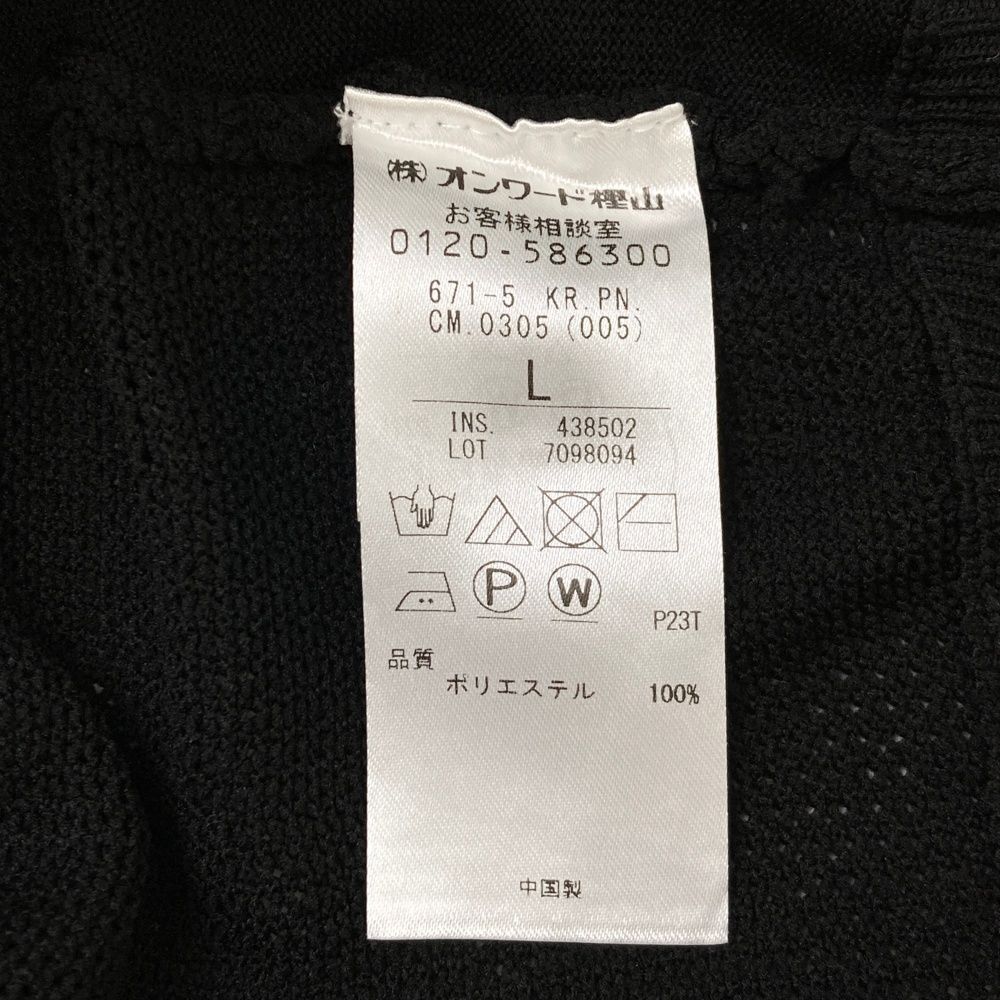 (株)オンワード樫山
お客様相談室
0120-586300
671-5 KR.PN.
CM.0305(005)
L
INS. 438502
LOT 7098094
P W
P23T
品質
ポリエステル 100%
中国製